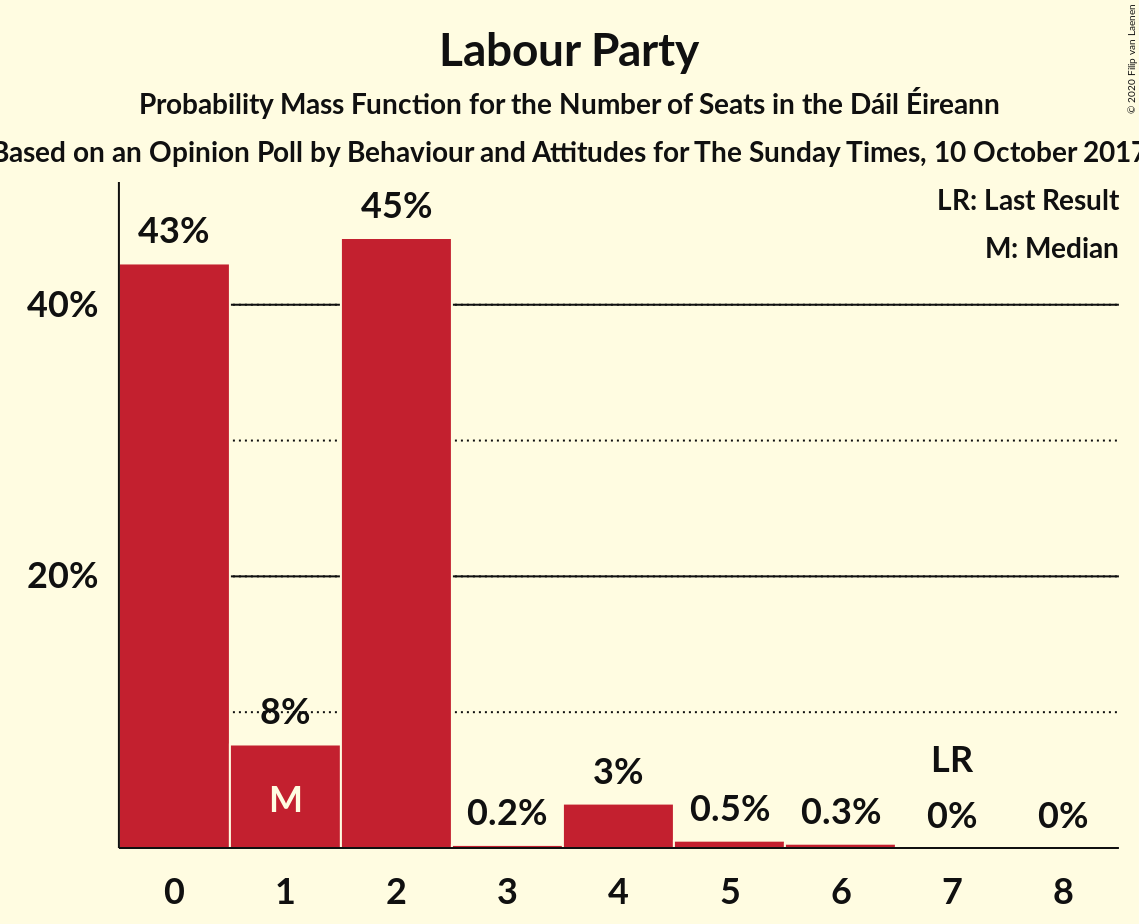 Labour Party
Probability Mass Function for the Number of Seats in the Dáil Éireann
Based on an Opinion Poll by Behaviour and Attitudes for The Sunday Times, 10 October 2017
© 2020 Filip van Laenen
LR: Last Result
M: Median
43%
45%
40%
20%
8%
M
0.2%
3%
0.5%
0.3%
LR
0%
0%
0 1 2 3 4 5 6 7 8